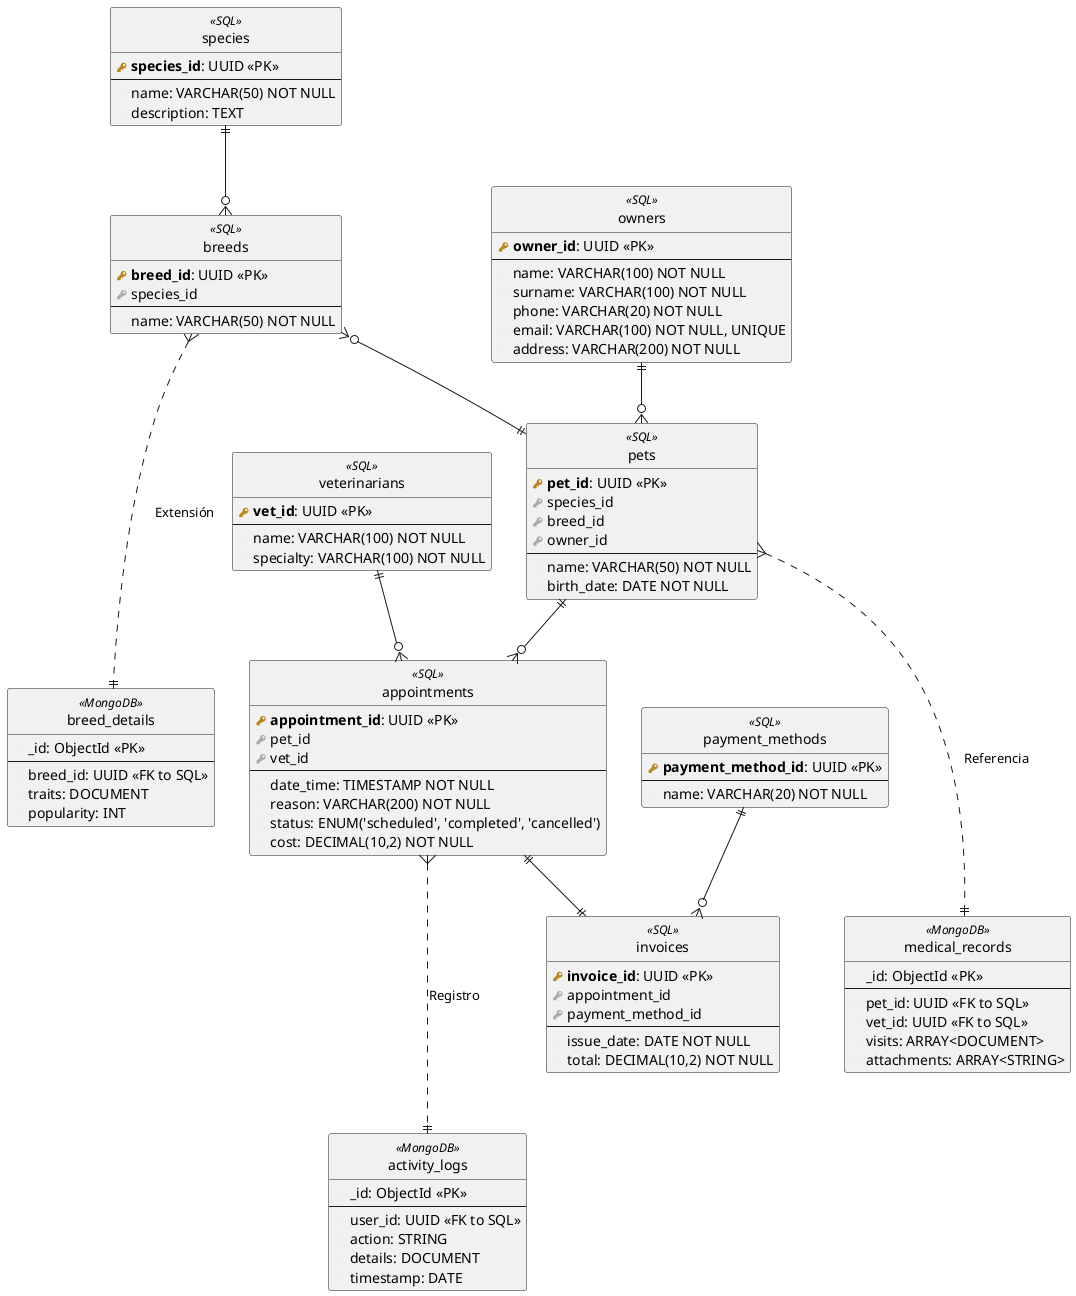 «SQL»
species
species_id: UUID «PK»
name: VARCHAR(50) NOT NULL
description: TEXT
«SQL»
breeds
breed_id: UUID «PK»
species_id
name: VARCHAR(50) NOT NULL
«SQL»
owners
owner_id: UUID «PK»
name: VARCHAR(100) NOT NULL
surname: VARCHAR(100) NOT NULL
phone: VARCHAR(20) NOT NULL
email: VARCHAR(100) NOT NULL, UNIQUE
address: VARCHAR(200) NOT NULL
«SQL»
veterinarians
vet_id: UUID «PK»
name: VARCHAR(100) NOT NULL
specialty: VARCHAR(100) NOT NULL
«SQL»
pets
pet_id: UUID «PK»
species_id
breed_id
owner_id
name: VARCHAR(50) NOT NULL
birth_date: DATE NOT NULL
Extensión
«MongoDB»
breed_details
_id: ObjectId «PK»
breed_id: UUID «FK to SQL»
traits: DOCUMENT
popularity: INT
«SQL»
appointments
appointment_id: UUID «PK»
pet_id
vet_id
date_time: TIMESTAMP NOT NULL
reason: VARCHAR(200) NOT NULL
status: ENUM('scheduled', 'completed', 'cancelled')
cost: DECIMAL(10,2) NOT NULL
«SQL»
payment_methods
payment_method_id: UUID «PK»
name: VARCHAR(20) NOT NULL
Referencia
«SQL»
invoices
invoice_id: UUID «PK»
appointment_id
payment_method_id
issue_date: DATE NOT NULL
total: DECIMAL(10,2) NOT NULL
«MongoDB»
medical_records
_id: ObjectId «PK»
pet_id: UUID «FK to SQL»
vet_id: UUID «FK to SQL»
visits: ARRAY<DOCUMENT>
attachments: ARRAY<STRING>
Registro
«MongoDB»
activity_logs
_id: ObjectId «PK»
user_id: UUID «FK to SQL»
action: STRING
details: DOCUMENT
timestamp: DATE